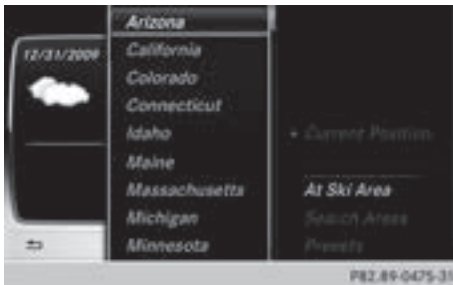 12/31/2009
Arizona
California
Colorado
Connecticut
Idaho
Maine
Massachusetts
Michigan
Minnesota
Current Position
At Ski Area
Search Areas
Presets
P82.89-0475-31